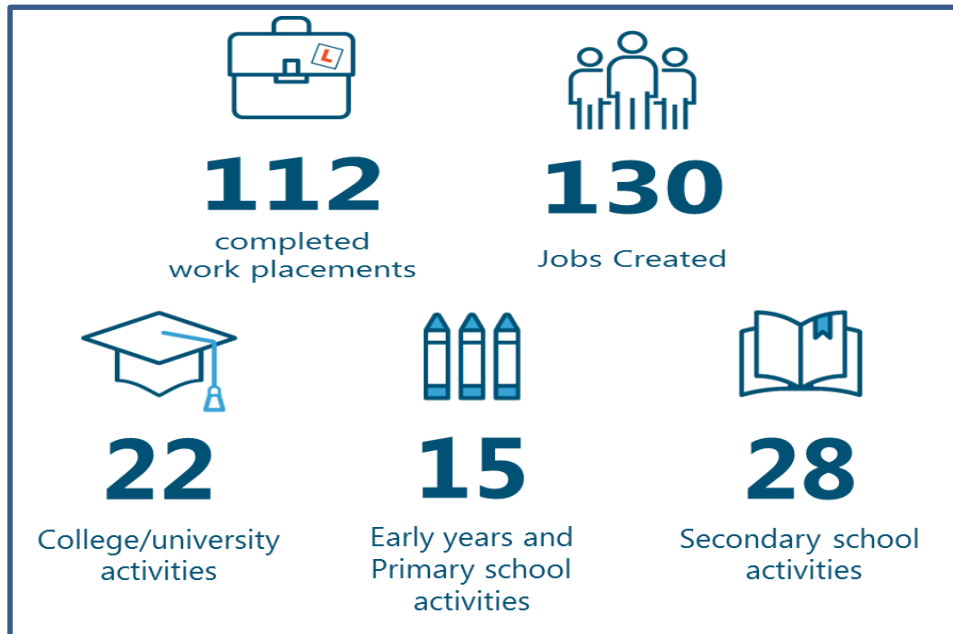 L
112
completed
work placements
130
Jobs Created
22
College/university
activities
15
Early years and
Primary school
activities
28
Secondary school
activities